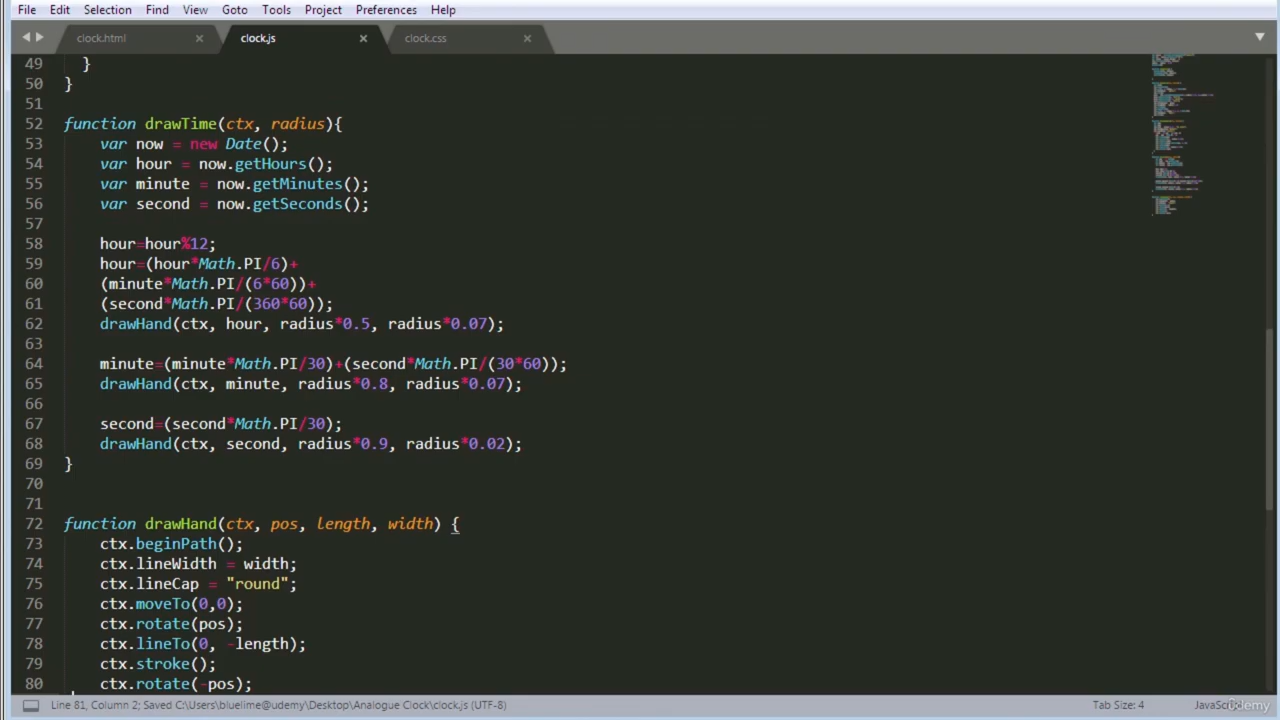 File Edit Selection Find View Goto Tools Project Preferences Help
clock.html × clock.js × clock.css ×
49 }
50 }
51
52 function drawTime(ctx, radius){
53 var now = new Date();
54 var hour = now.getHours();
55 var minute = now.getMinutes();
56 var second = now.getSeconds();
57
58 hour=hour%12;
59 hour=(hour*Math.PI/6)+
60 (minute*Math.PI/(6*60))+
61 (second*Math.PI/(360*60));
62 drawHand(ctx, hour, radius*0.5, radius*0.07);
63
64 minute=(minute*Math.PI/30)+(second*Math.PI/(30*60));
65 drawHand(ctx, minute, radius*0.8, radius*0.07);
66
67 second=(second*Math.PI/30);
68 drawHand(ctx, second, radius*0.9, radius*0.02);
69 }
70
71
72 function drawHand(ctx, pos, length, width) {
73 ctx.beginPath();
74 ctx.lineWidth = width;
75 ctx.lineCap = "round";
76 ctx.moveTo(0,0);
77 ctx.rotate(pos);
78 ctx.lineTo(0, -length);
79 ctx.stroke();
80 ctx.rotate(-pos);
Line 81, Column 2; Saved C:\Users\bluelime@udemy\Desktop\Analogue Clock\clock.js (UTF-8) Tab Size: 4 JavaScript